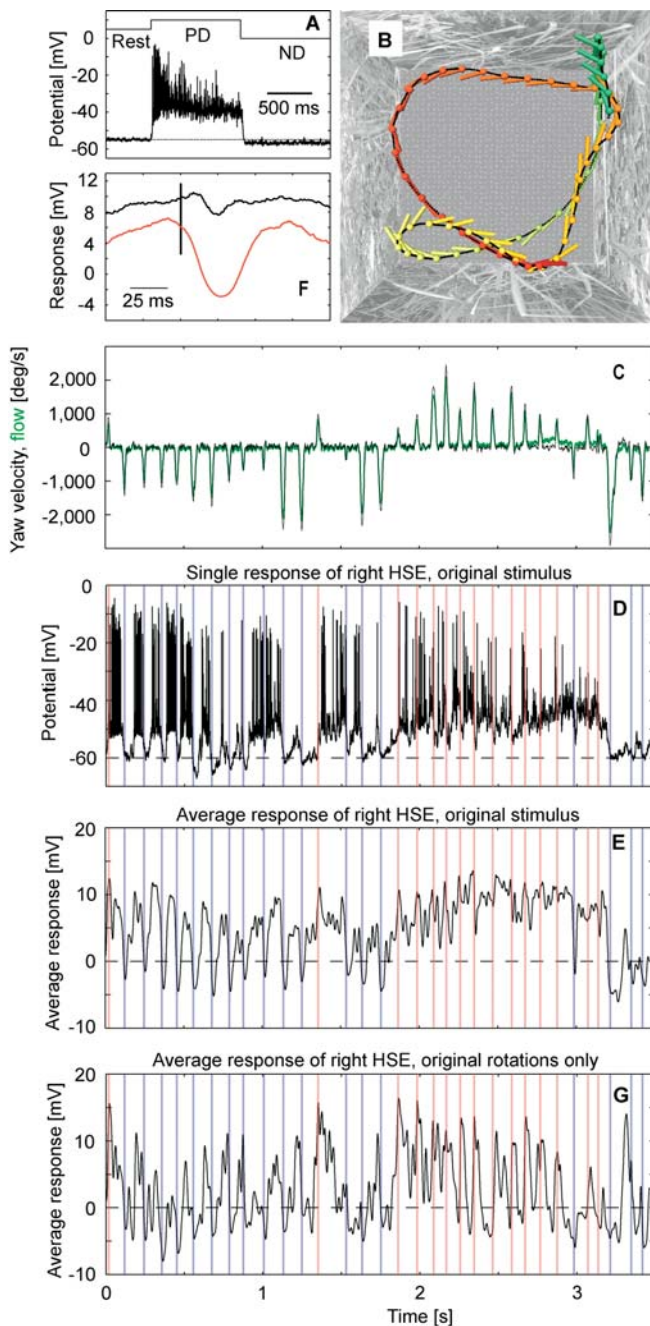 A
Rest
PD
ND
500 ms
Potential [mV]
0
-20
-40
-60
B
Response [mV]
12
8
4
0
-4
25 ms
F
Yaw velocity, flow [deg/s]
2,000
1,000
0
-1,000
-2,000
C
Single response of right HSE, original stimulus
Potential [mV]
0
-20
-40
-60
D
Average response of right HSE, original stimulus
Average response [mV]
20
10
0
-10
E
Average response of right HSE, original rotations only
Average response [mV]
20
10
0
-10
G
0
1
2
3
Time [s]